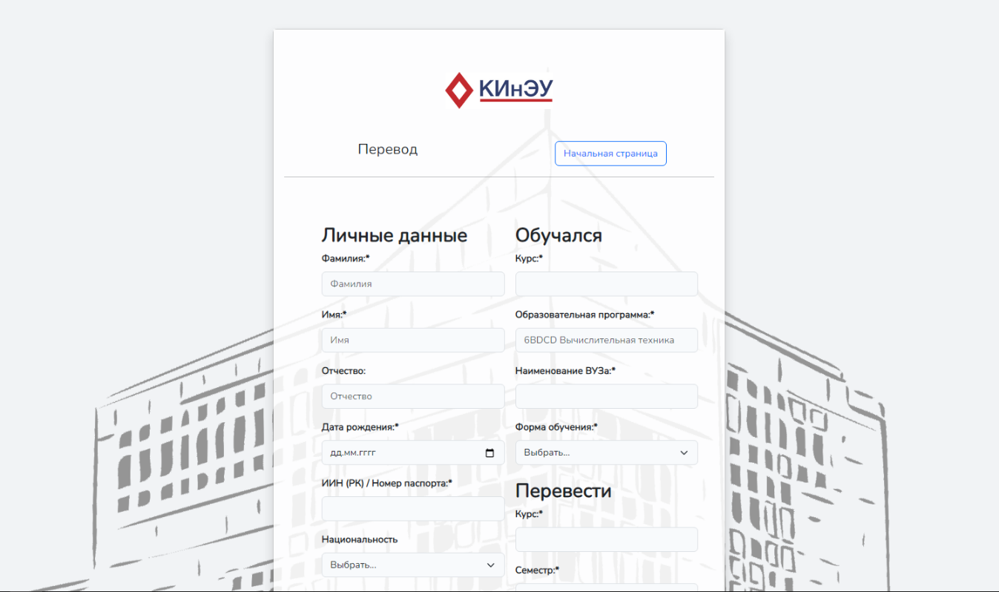 КИнЭУ
Перевод
Начальная страница
Личные данные
Фамилия:*
Фамилия
Имя:*
Имя
Отчество:
Отчество
Дата рождения:*
дд.мм.гггг
ИИН (РК) / Номер паспорта:*
Национальность
Выбрать...
Обучался
Курс:*
Образовательная программа:*
6BDCD Вычислительная техника
Наименование ВУЗа:*
Форма обучения:*
Выбрать...
Перевести
Курс:*
Семестр:*